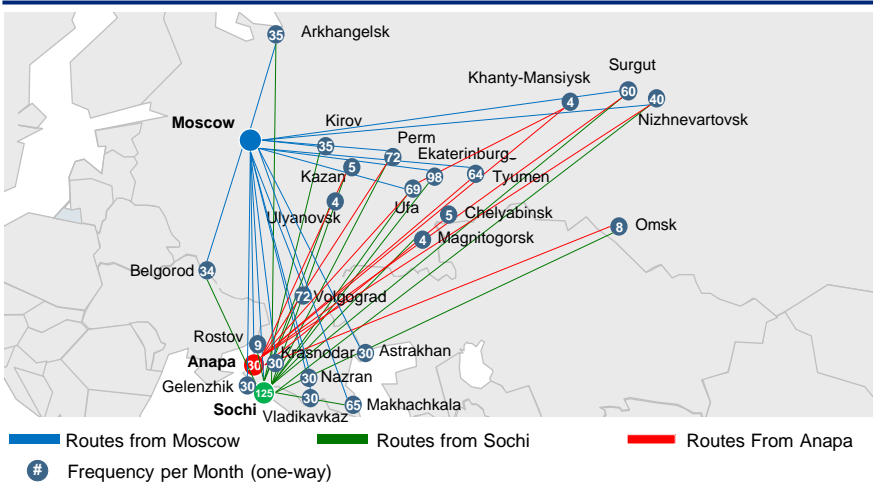 35 Arkhangelsk
Surgut
Khanty-Mansiysk
60
4
40
Nizhnevartovsk
Moscow
Kirov
35
Perm
72
Ekaterinburg
5
Kazan
98
64
Tyumen
69
4
Ulyanovsk
Ufa
5
Chelyabinsk
4
Magnitogorsk
8
Omsk
Belgorod
34
72
Volgograd
Rostov
9
Anapa
30
30
Krasnodar
30
Astrakhan
Gelenzhik
30
30
Nazran
Sochi
125
30
Vladikavkaz
65
Makhachkala
Routes from Moscow
Routes from Sochi
Routes From Anapa
# Frequency per Month (one-way)